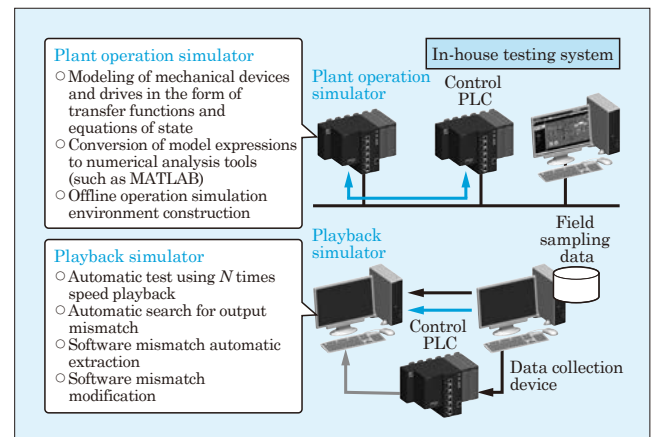 Plant operation simulator
○ Modeling of mechanical devices
and drives in the form of
transfer functions and
equations of state
○ Conversion of model expressions
to numerical analysis tools
(such as MATLAB)
○ Offline operation simulation
environment construction
In-house testing system
Plant operation
simulator
Control
PLC
Playback simulator
○ Automatic test using N times
speed playback
○ Automatic search for output
mismatch
○ Software mismatch automatic
extraction
○ Software mismatch
modification
Playback
simulator
Field
sampling
data
Control
PLC
Data collection
device